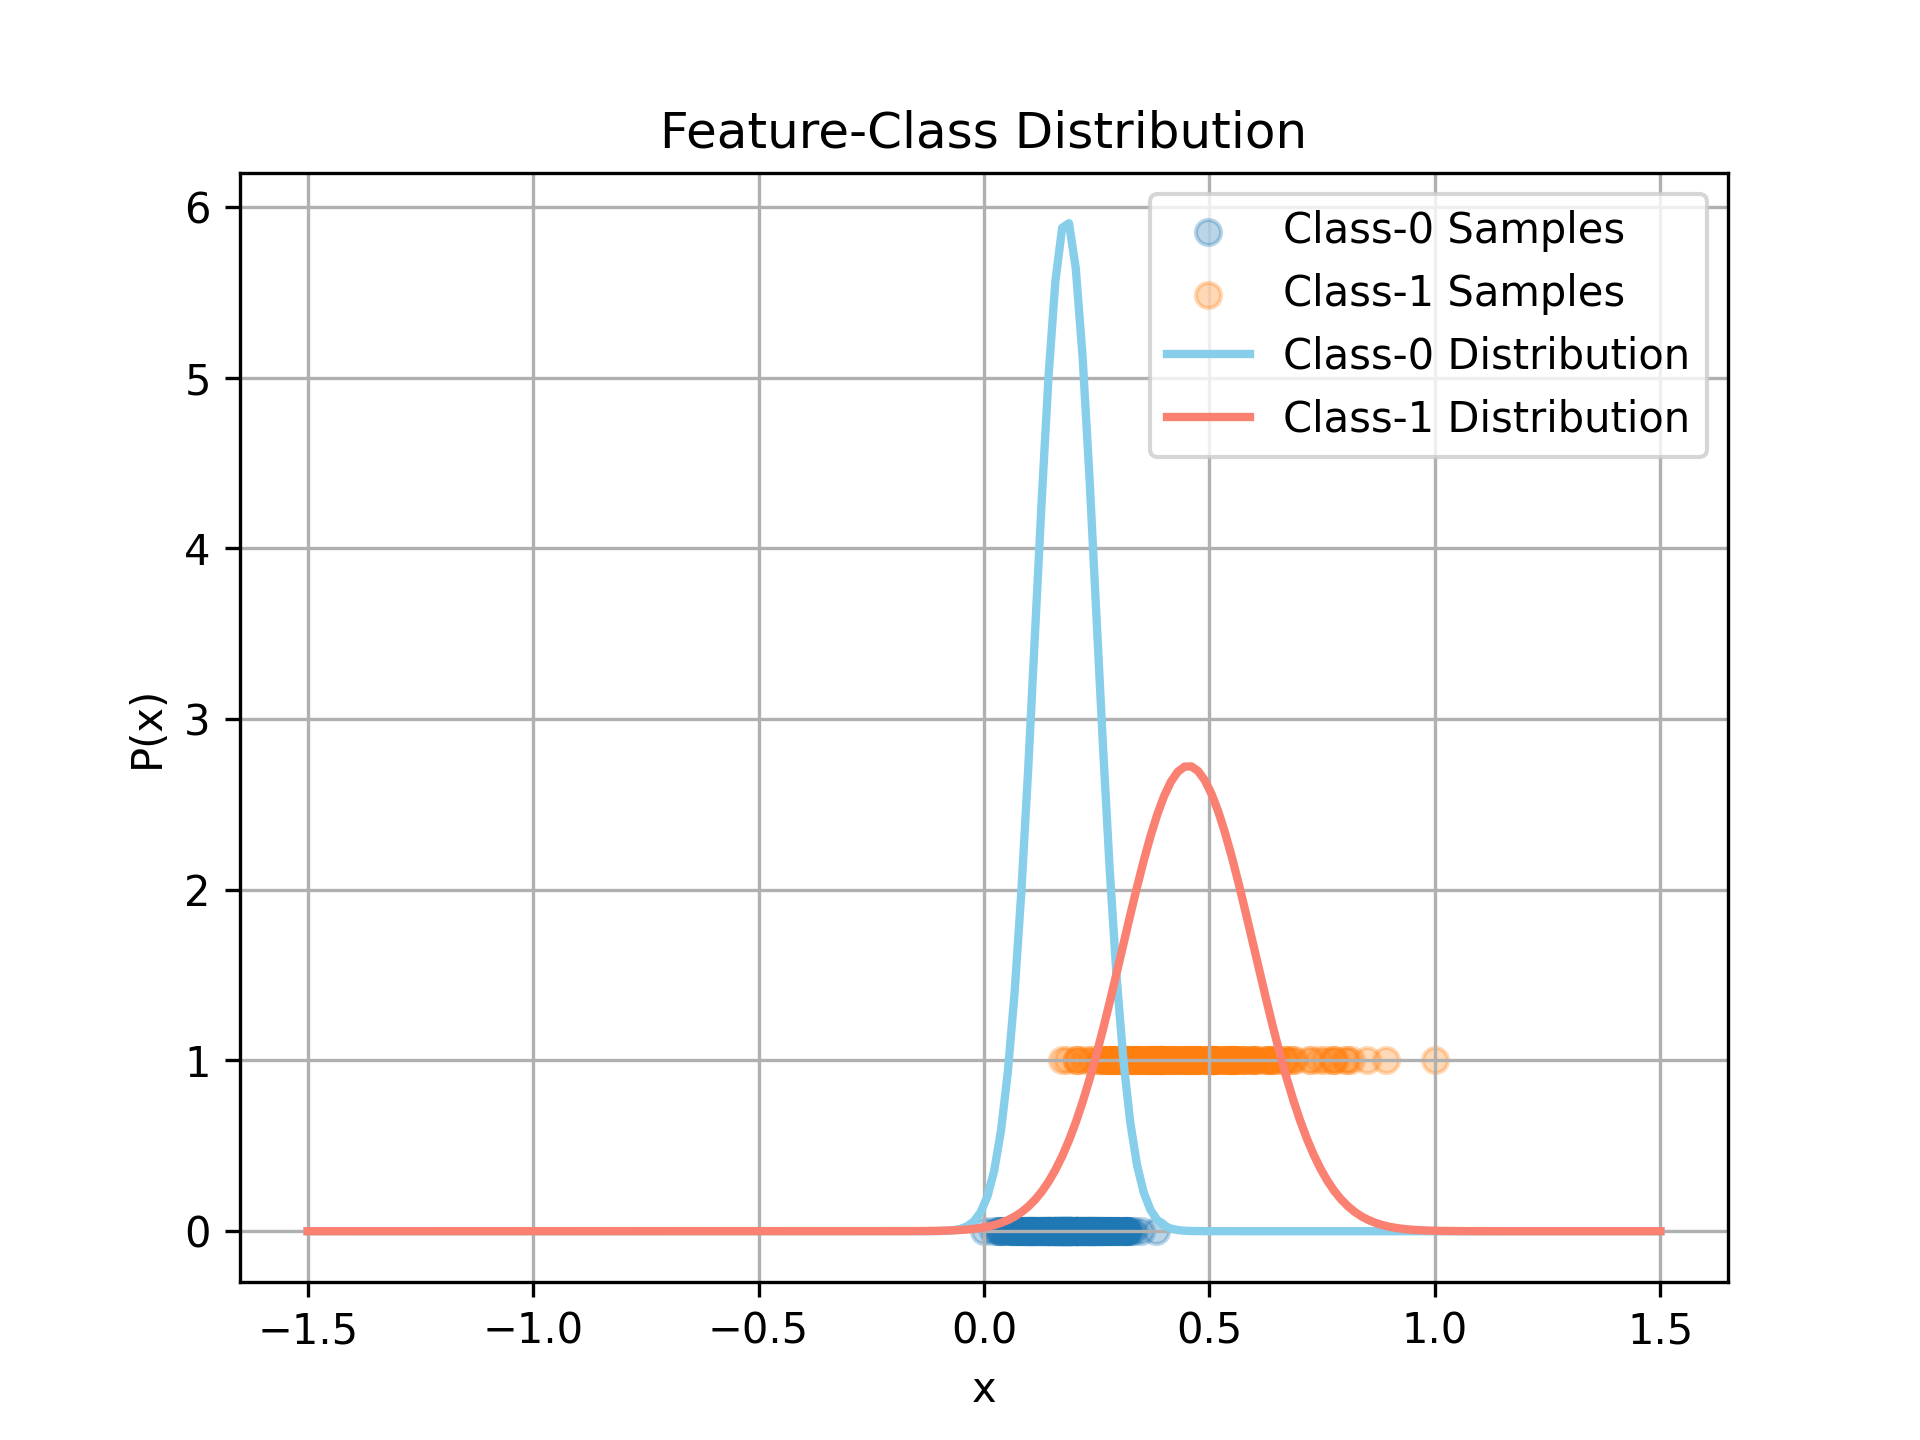 Feature-Class Distribution
Class-0 Samples
Class-1 Samples
Class-0 Distribution
Class-1 Distribution
P(x)
6
5
4
3
2
1
0
−1.5 −1.0 −0.5 0.0 0.5 1.0 1.5
x